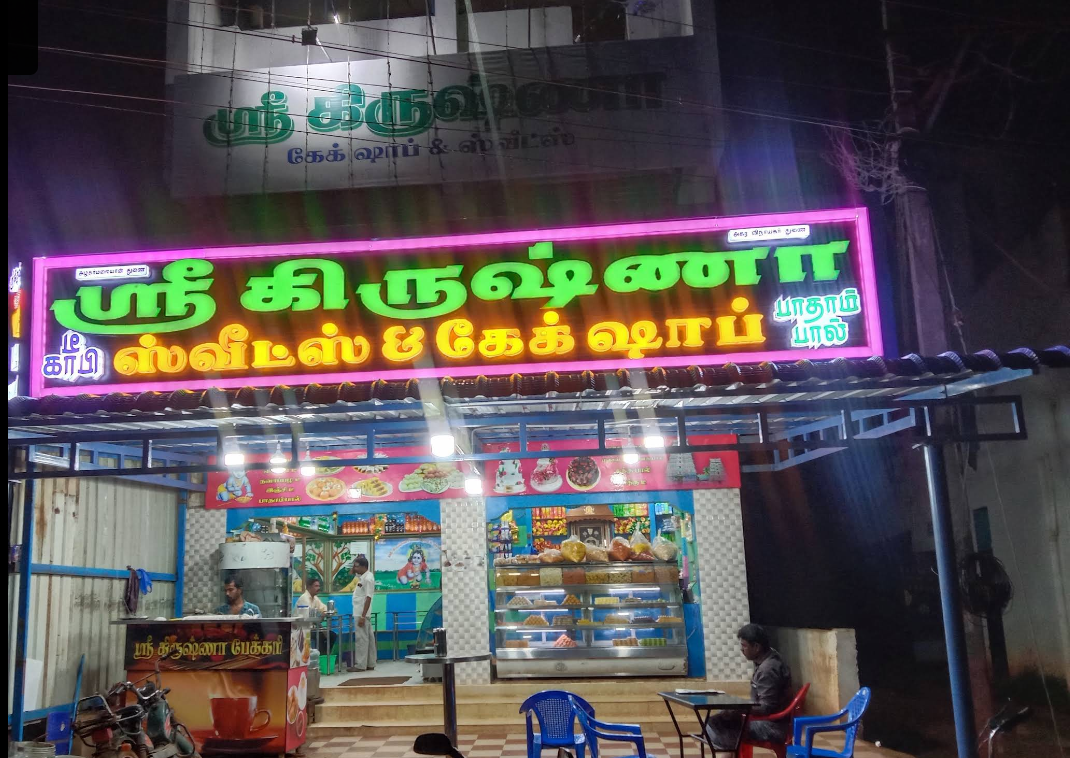 ஸ்ரீ கிருஷ்ணா
கேக் ஷாப் & ஸ்வீட்ஸ்
ஸ்ரீ கிருஷ்ணா
ஸ்வீட்ஸ் & கேக் ஷாப்
டீ
காபி
பாதாம்
பால்
பாதாம்பால்
ஸ்ரீ கிருஷ்ணா பேக்கரி